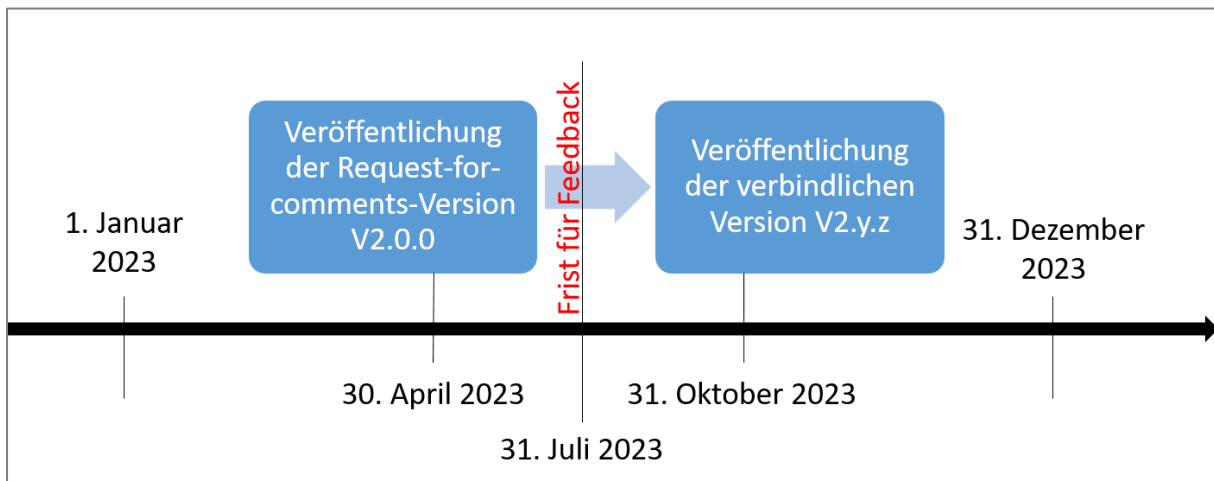 1. Januar
2023
Veröffentlichung
der Request-for-
comments-Version
V2.0.0
Frist für Feedback
Veröffentlichung
der verbindlichen
Version V2.y.z
31. Dezember
2023
30. April 2023
31. Oktober 2023
31. Juli 2023